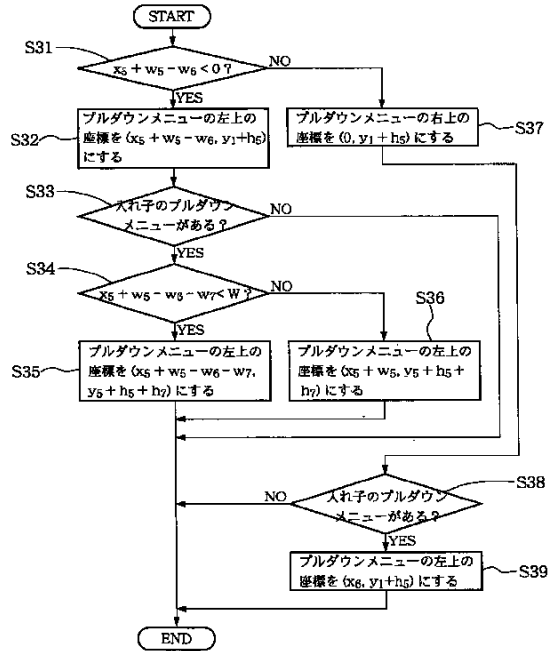 START
S31
x5 + w5 - w6 < 0 ?
NO
YES
S32
プルダウンメニューの左上の
座標を (x5 + w5 - w6, y1+h5)
にする
プルダウンメニューの右上の
座標を (0, y1 + h5) にする
S37
S33
入れ子のプルダウン
メニューがある?
NO
YES
S34
x5 + w5 - w6 - w7 < W ?
NO
YES
S36
S35
プルダウンメニューの左上の
座標を (x5 + w5 - w6 - w7,
y5 + h5 + h7) にする
プルダウンメニューの左上の
座標を (x5 + w5, y5 + h5 +
h7) にする
S38
入れ子のプルダウン
メニューがある?
NO
YES
プルダウンメニューの左上の
座標を (x6, y1+h5) にする
S39
END